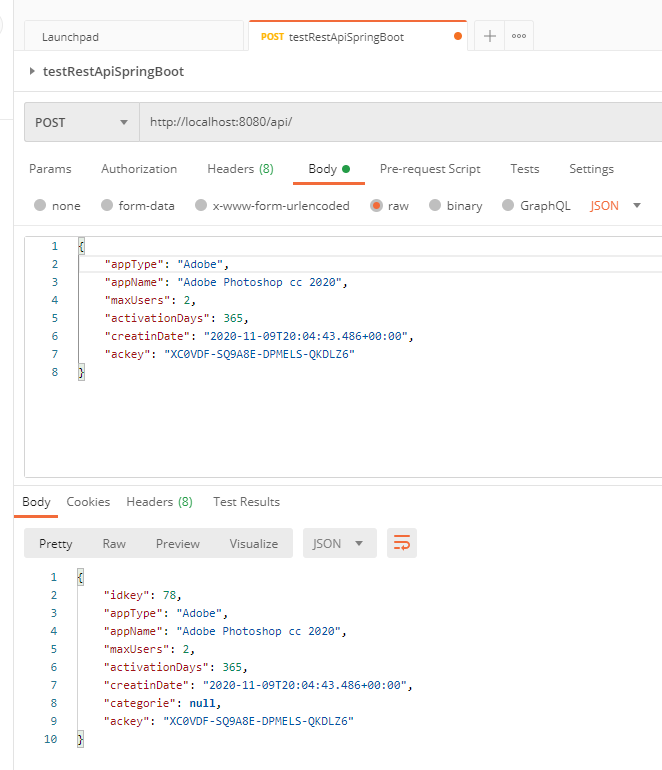 Launchpad
POST testRestApiSpringBoot
testRestApiSpringBoot
POST http://localhost:8080/api/
Params Authorization Headers (8) Body Pre-request Script Tests Settings
none form-data x-www-form-urlencoded raw binary GraphQL JSON
1 {
2 "appType": "Adobe",
3 "appName": "Adobe Photoshop cc 2020",
4 "maxUsers": 2,
5 "activationDays": 365,
6 "creatinDate": "2020-11-09T20:04:43.486+00:00",
7 "ackey": "XC0VDF-SQ9A8E-DPMELS-QKDLZ6"
8 }
Body Cookies Headers (8) Test Results
Pretty Raw Preview Visualize JSON
1 {
2 "idkey": 78,
3 "appType": "Adobe",
4 "appName": "Adobe Photoshop cc 2020",
5 "maxUsers": 2,
6 "activationDays": 365,
7 "creatinDate": "2020-11-09T20:04:43.486+00:00",
8 "categorie": null,
9 "ackey": "XC0VDF-SQ9A8E-DPMELS-QKDLZ6"
10 }